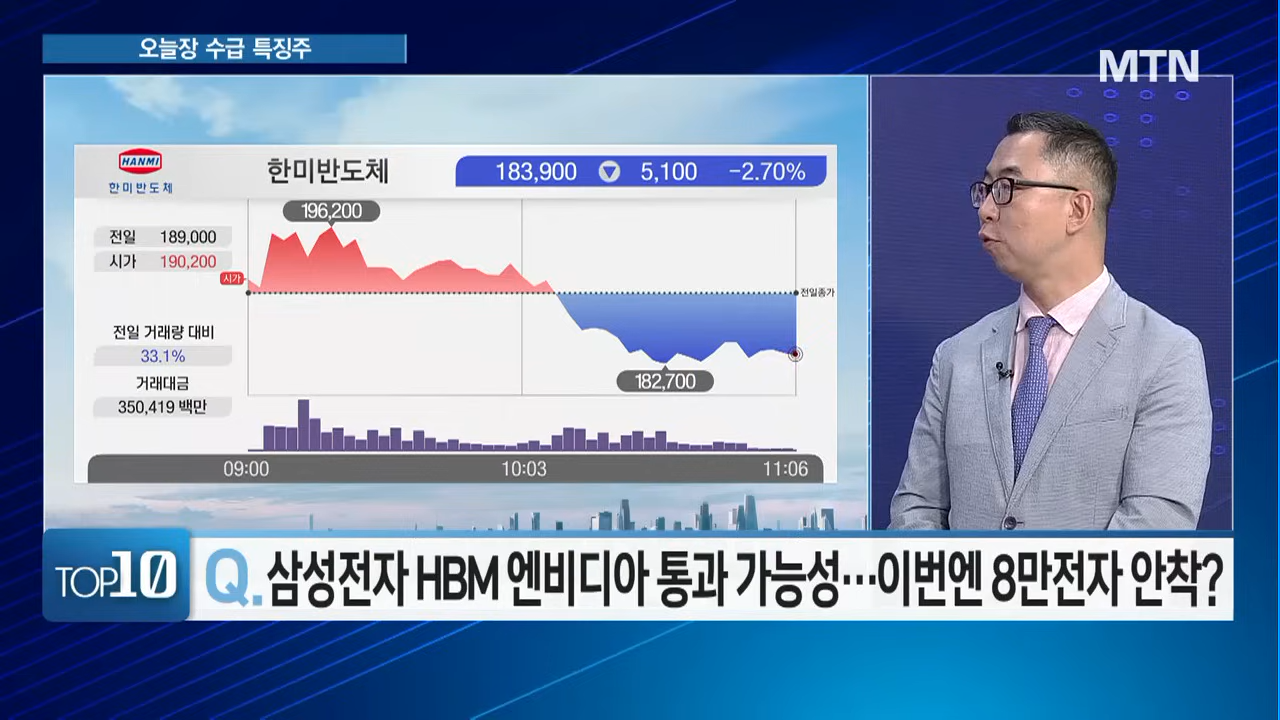 오늘장 수급 특징주
MTN
HANMI
한미반도체
한미반도체
183,900 ▼ 5,100 -2.70%
196,200
전일 189,000
시가 190,200
시가
전일종가
전일 거래량 대비
33.1%
거래대금
350,419 백만
182,700
09:00 10:03 11:06
TOP10
Q. 삼성전자 HBM 엔비디아 통과 가능성…이번엔 8만전자 안착?